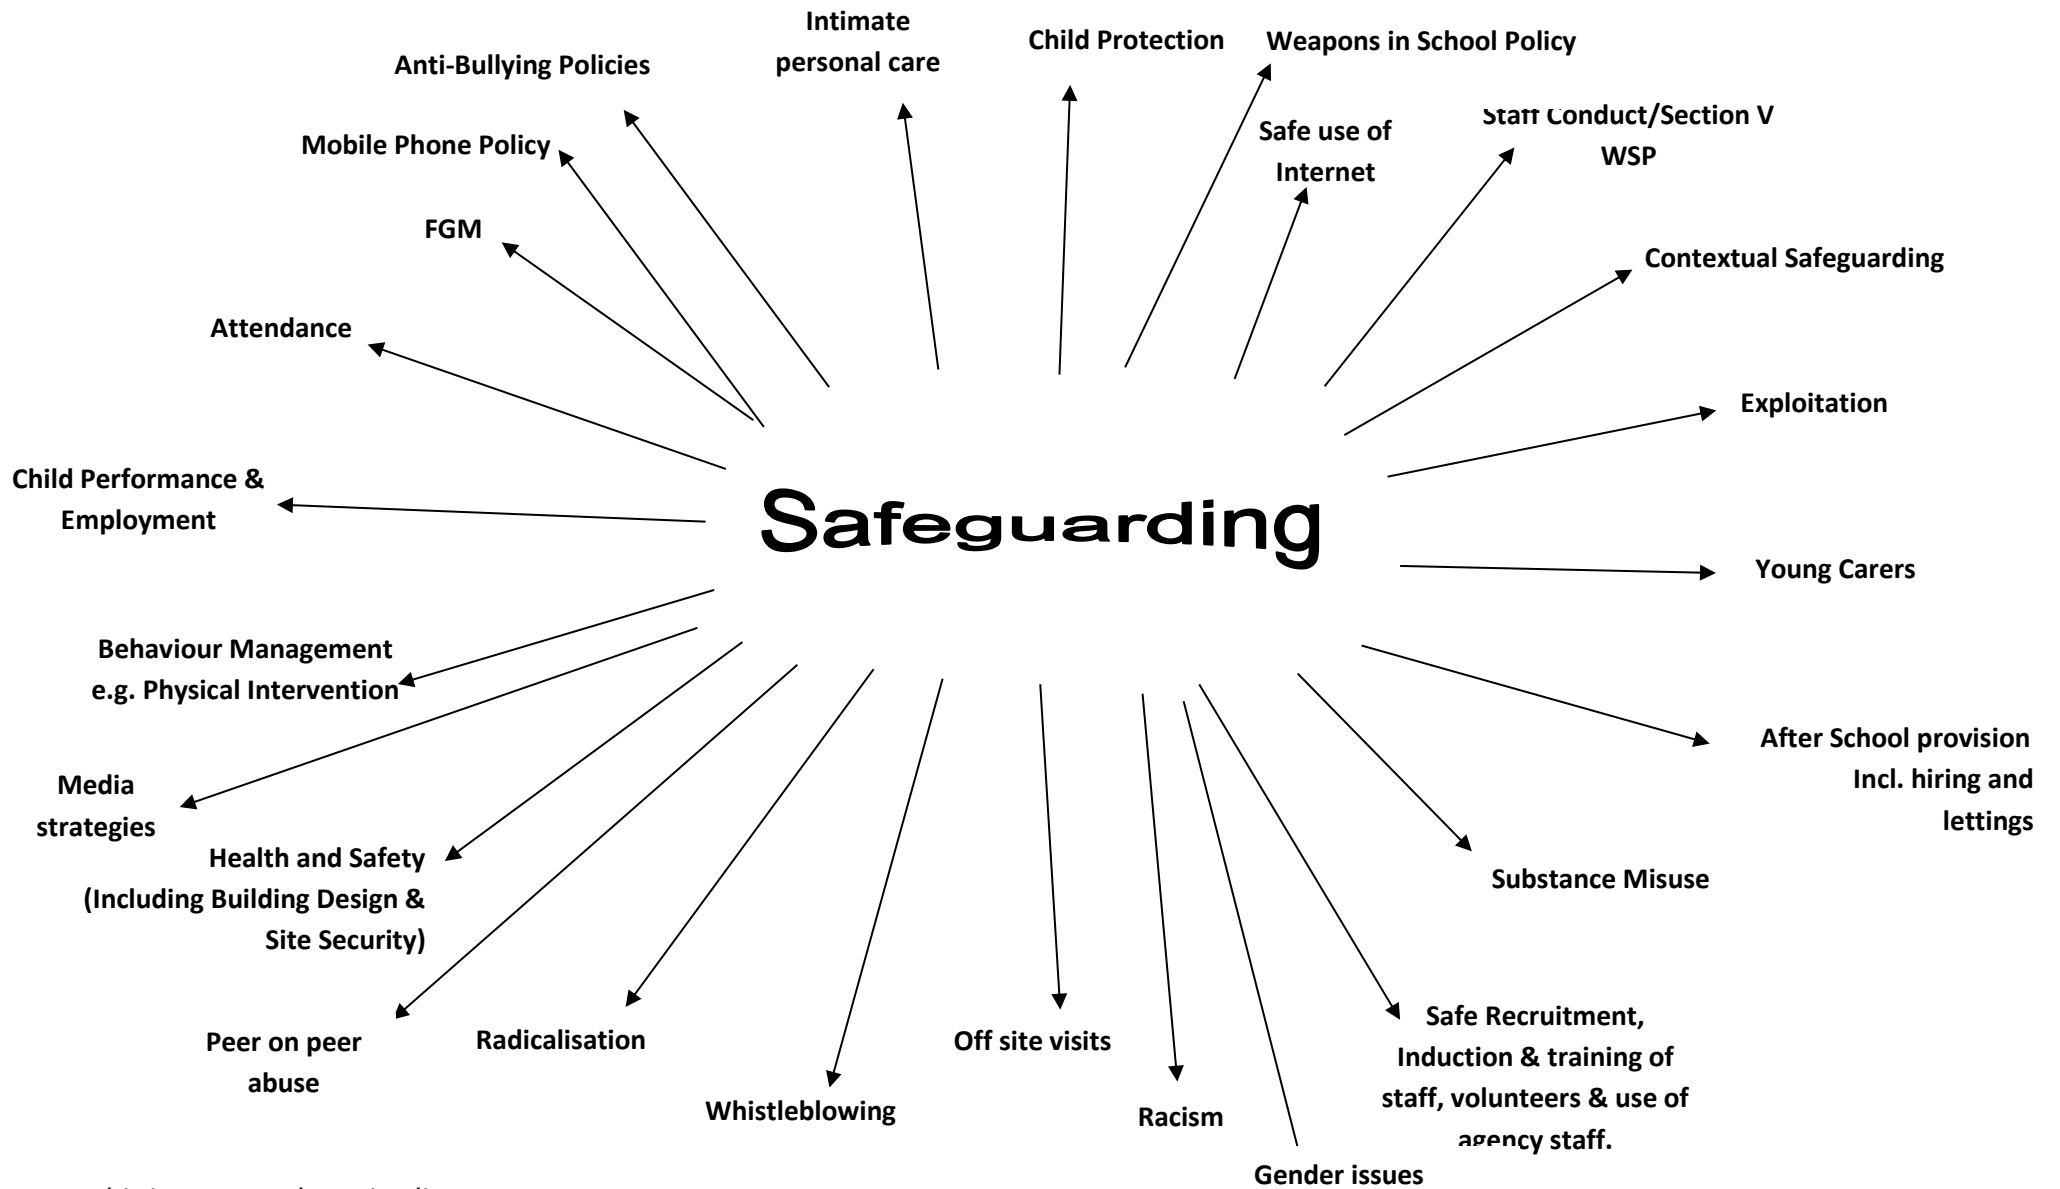 Intimate
personal care
Child Protection
Weapons in School Policy
Anti-Bullying Policies
Mobile Phone Policy
Safe use of
Internet
Staff Conduct/Section V
WSP
FGM
Contextual Safeguarding
Attendance
Exploitation
Child Performance &
Employment
Safeguarding
Young Carers
Behaviour Management
e.g. Physical Intervention
After School provision
Incl. hiring and
lettings
Media
strategies
Health and Safety
(Including Building Design &
Site Security)
Substance Misuse
Peer on peer
abuse
Radicalisation
Whistleblowing
Off site visits
Racism
Safe Recruitment,
Induction & training of
staff, volunteers & use of
agency staff.
Gender issues